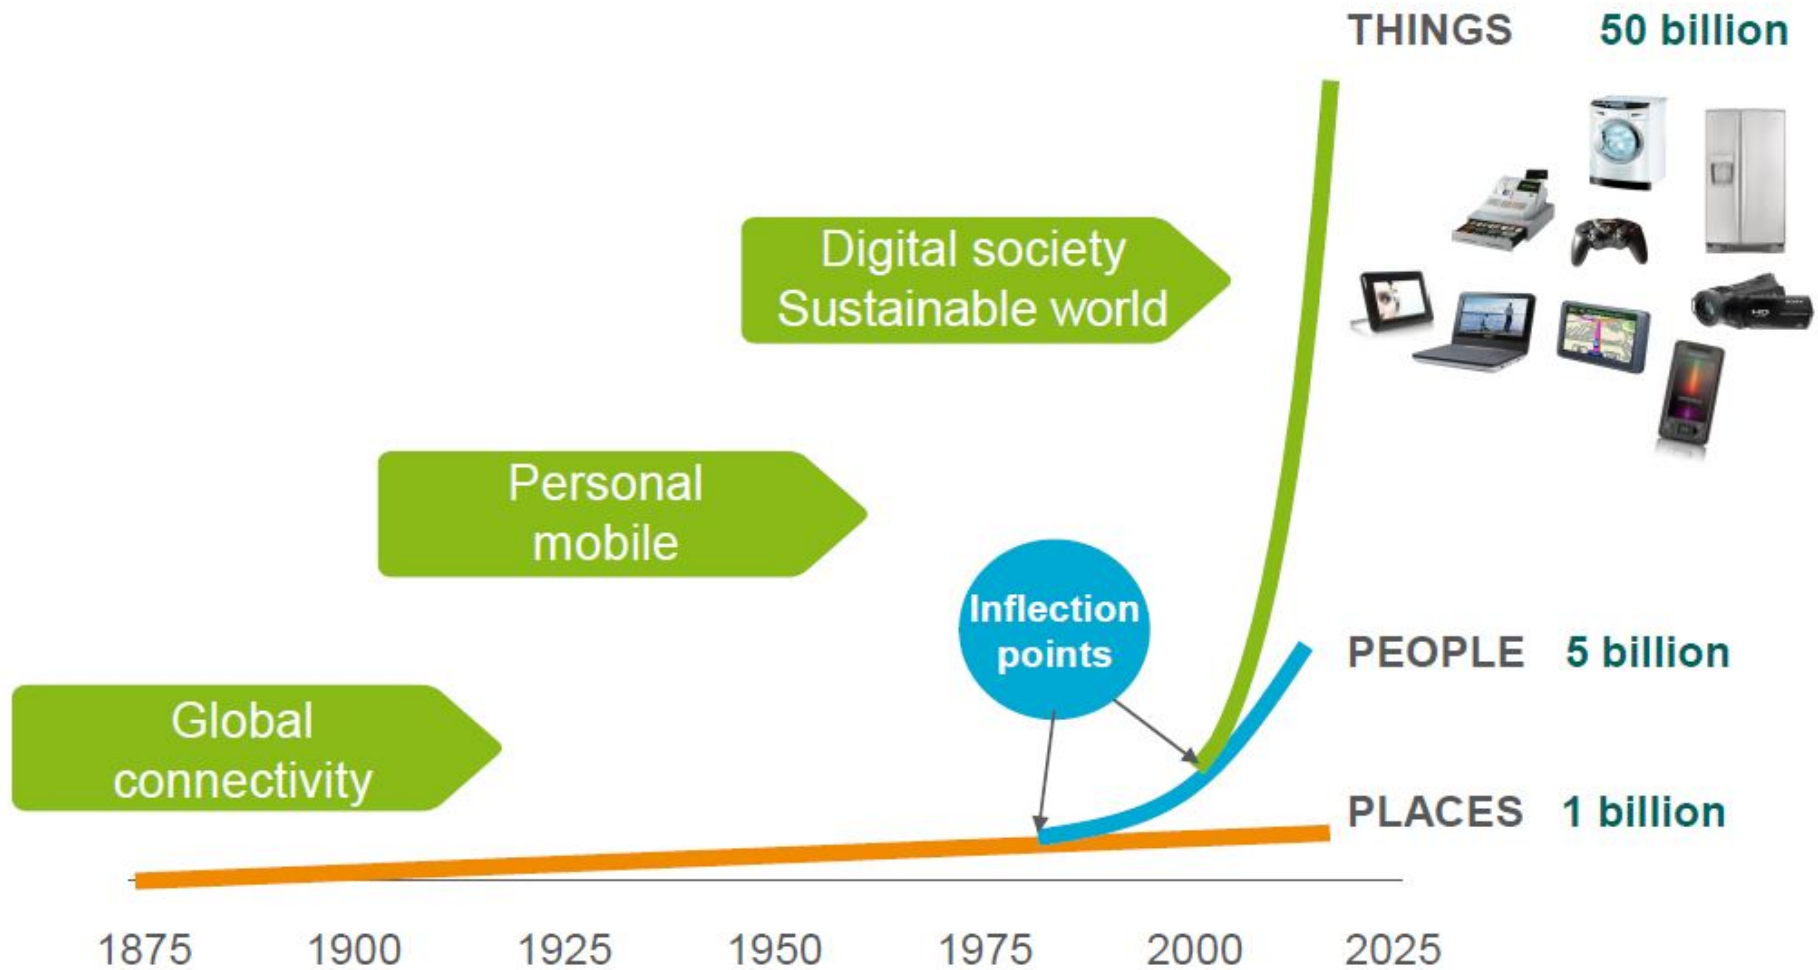 THINGS 50 billion
Digital society
Sustainable world
Personal
mobile
Inflection
points
PEOPLE 5 billion
Global
connectivity
PLACES 1 billion
1875 1900 1925 1950 1975 2000 2025